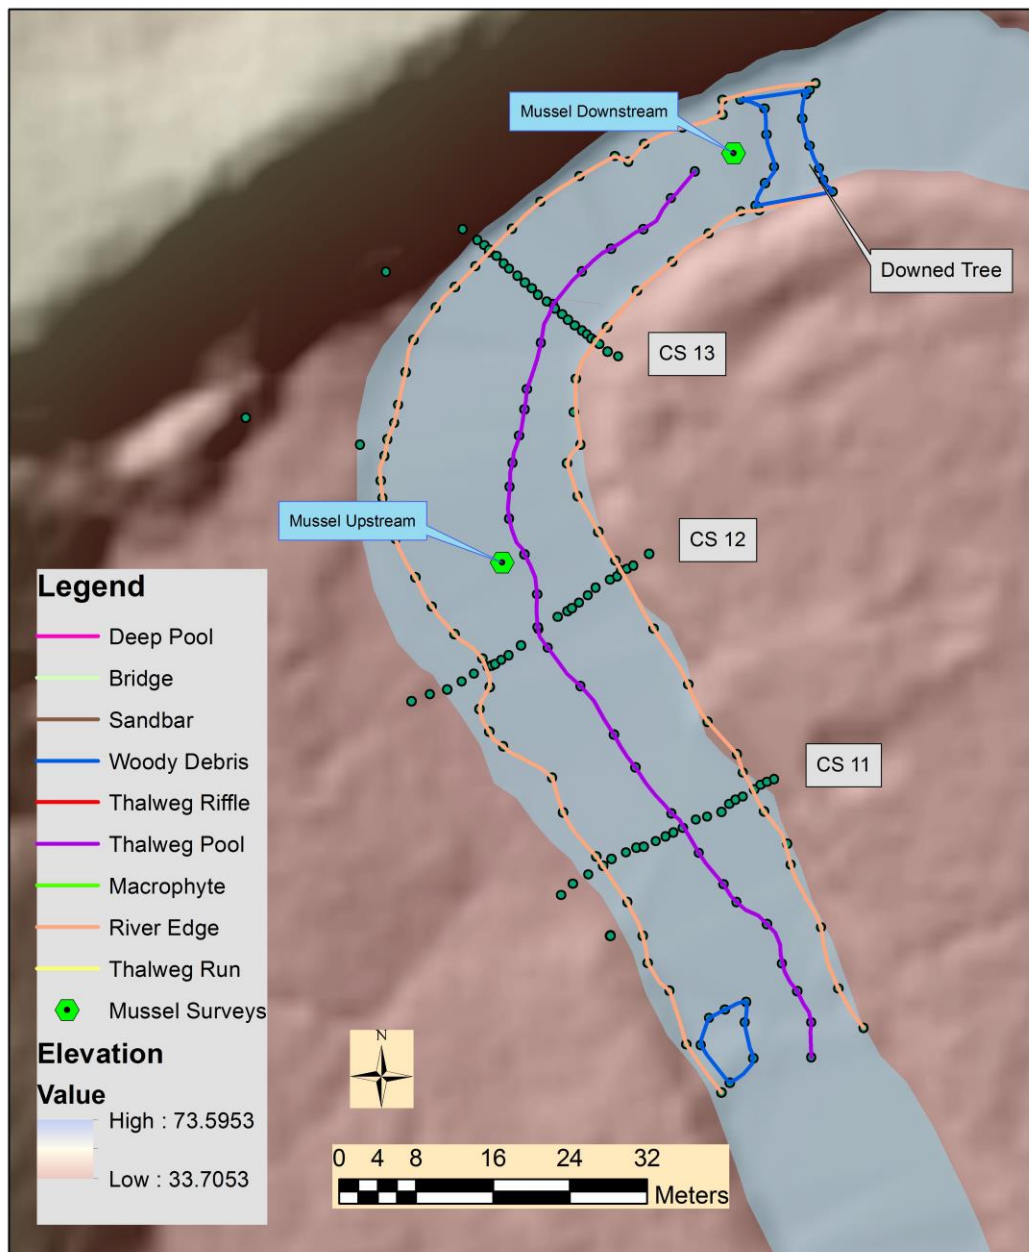 Mussel Downstream
Downed Tree
CS 13
Mussel Upstream
CS 12
CS 11
Legend
Deep Pool
Bridge
Sandbar
Woody Debris
Thalweg Riffle
Thalweg Pool
Macrophyte
River Edge
Thalweg Run
Mussel Surveys
Elevation
Value
High : 73.5953
Low : 33.7053
N
0 4 8 16 24 32
Meters